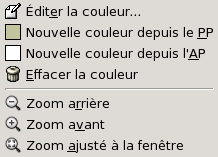 Éditer la couleur...
Nouvelle couleur depuis le PP
Nouvelle couleur depuis l'AP
Effacer la couleur
Zoom arrière
Zoom avant
Zoom ajusté à la fenêtre